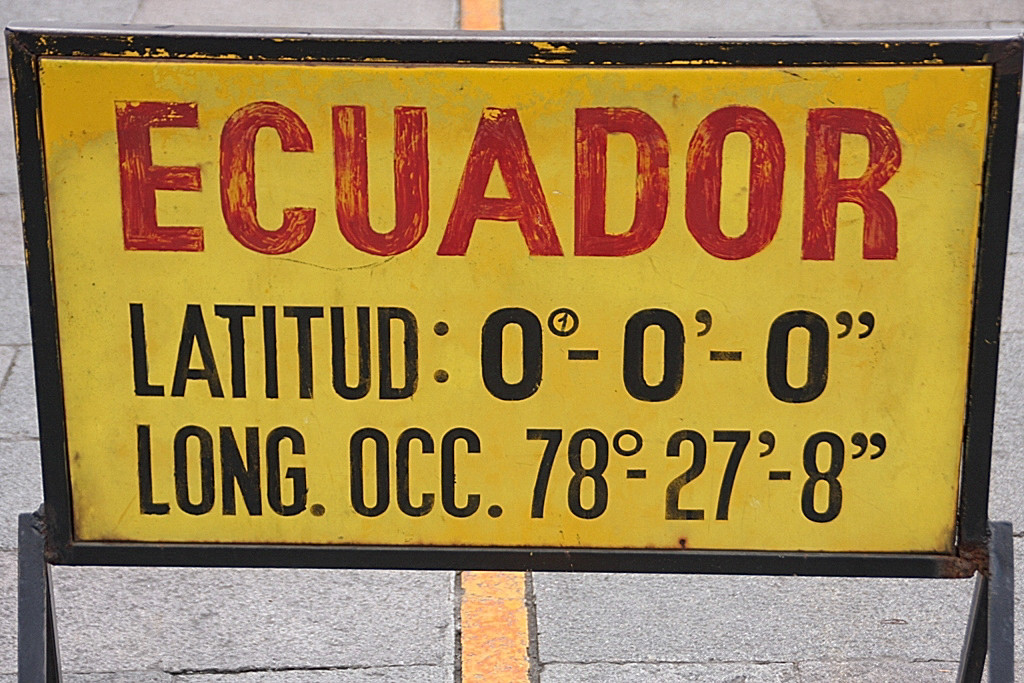 ECUADOR
LATITUD: 0°-0'-0"
LONG. OCC. 78°-27'-8"